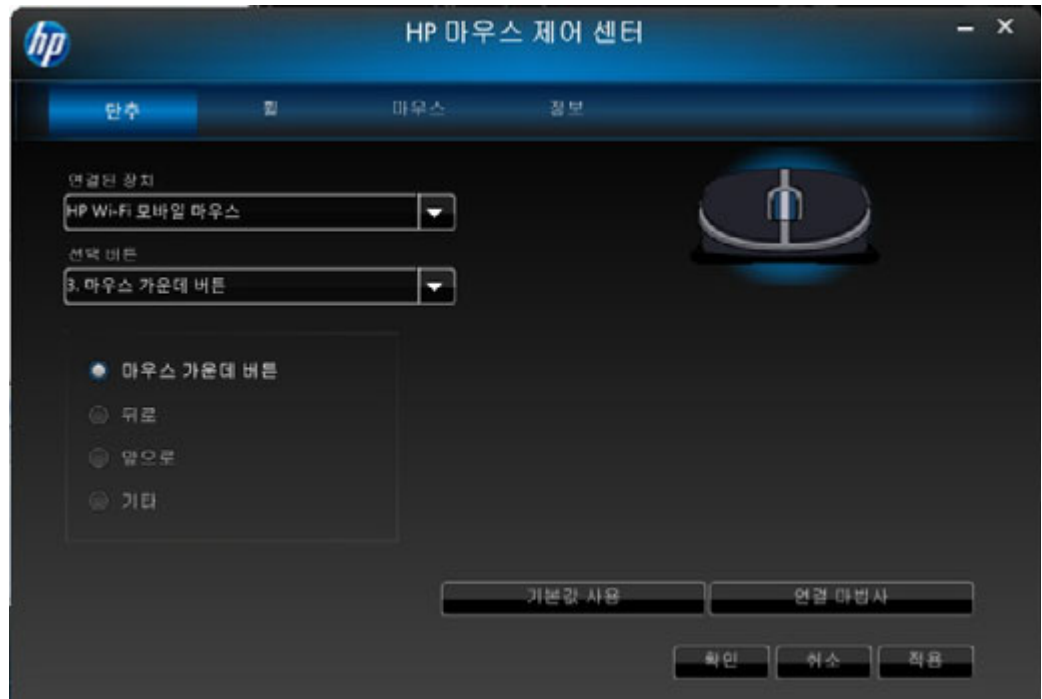 hp
HP 마우스 제어 센터
단추 휠 마우스 정보
연결된 장치
HP Wi-Fi 모바일 마우스
선택 버튼
3. 마우스 가운데 버튼
마우스 가운데 버튼
뒤로
앞으로
기타
기본값 사용 연결 마법사
확인 취소 적용